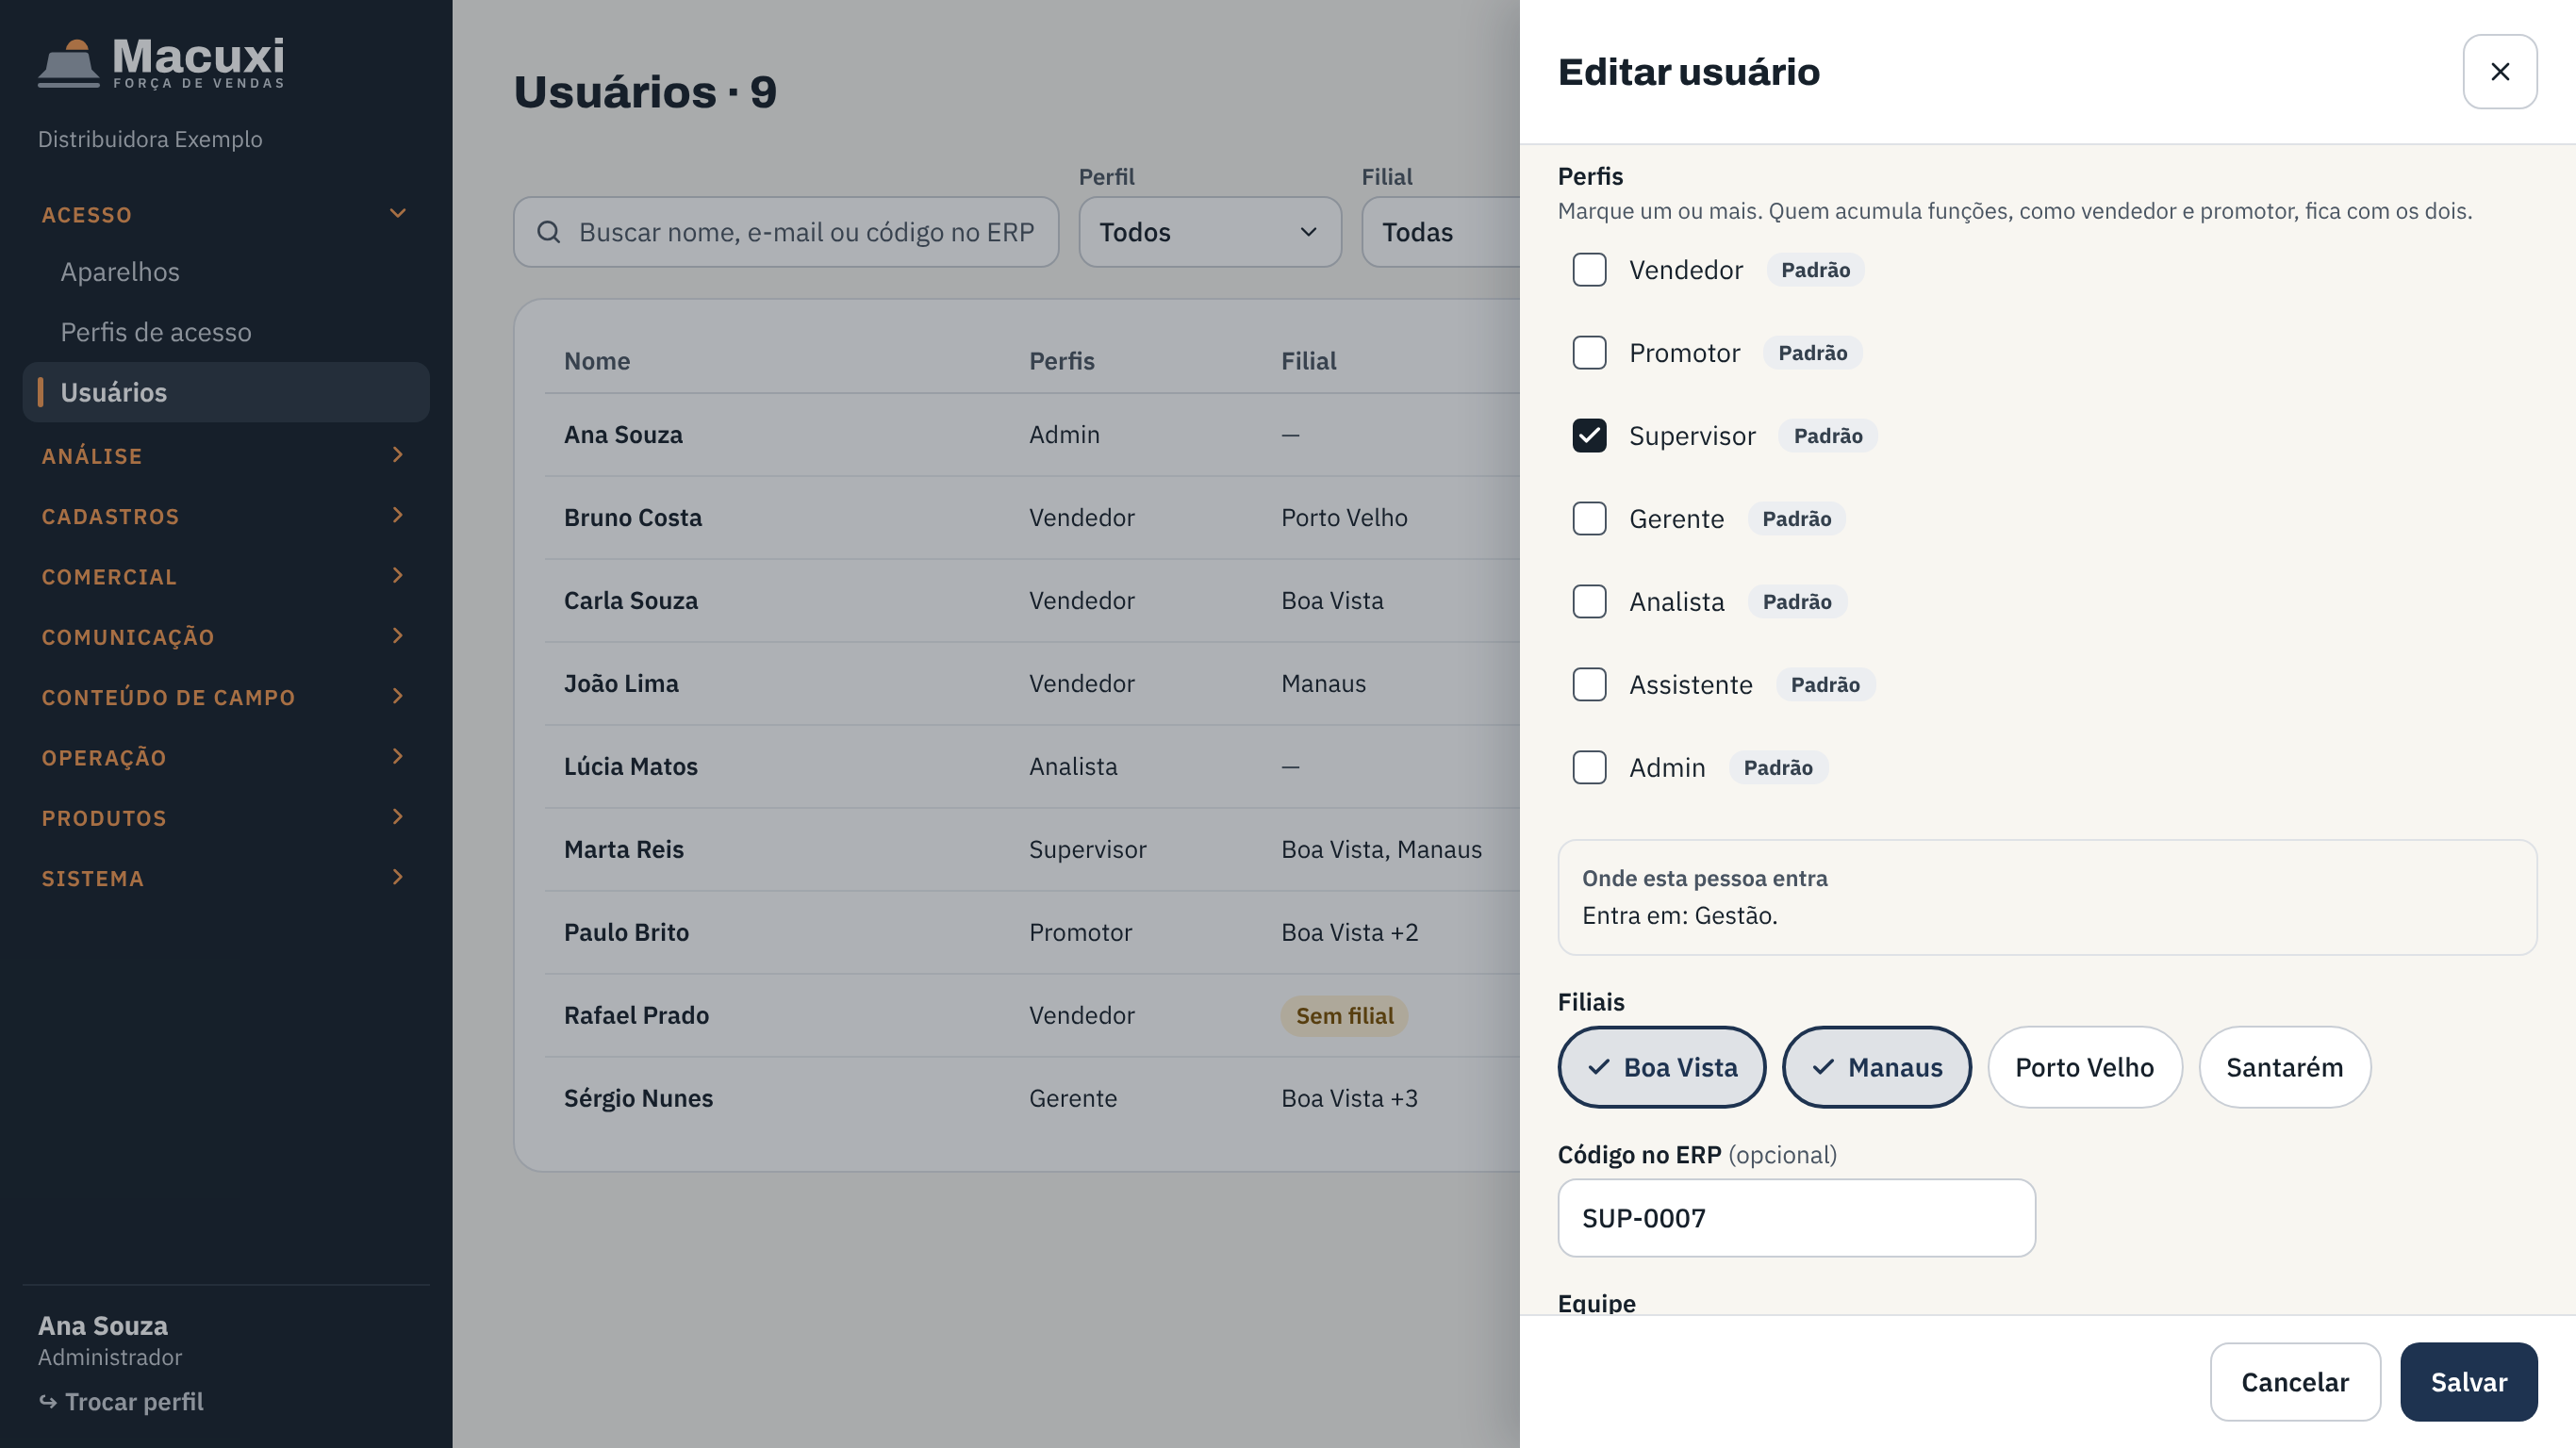 Macuxi
FORÇA DE VENDAS
Distribuidora Exemplo
ACESSO
Aparelhos
Perfis de acesso
Usuários
ANÁLISE
CADASTROS
COMERCIAL
COMUNICAÇÃO
CONTEÚDO DE CAMPO
OPERAÇÃO
PRODUTOS
SISTEMA
Ana Souza
Administrador
↪ Trocar perfil
Usuários · 9
Perfil Filial
Buscar nome, e-mail ou código no ERP Todos Todas
Nome Perfis Filial
Ana Souza Admin —
Bruno Costa Vendedor Porto Velho
Carla Souza Vendedor Boa Vista
João Lima Vendedor Manaus
Lúcia Matos Analista —
Marta Reis Supervisor Boa Vista, Manaus
Paulo Brito Promotor Boa Vista +2
Rafael Prado Vendedor Sem filial
Sérgio Nunes Gerente Boa Vista +3
Editar usuário
Perfis
Marque um ou mais. Quem acumula funções, como vendedor e promotor, fica com os dois.
Vendedor Padrão
Promotor Padrão
Supervisor Padrão
Gerente Padrão
Analista Padrão
Assistente Padrão
Admin Padrão
Onde esta pessoa entra
Entra em: Gestão.
Filiais
Boa Vista Manaus Porto Velho Santarém
Código no ERP (opcional)
SUP-0007
Equipe
Cancelar Salvar